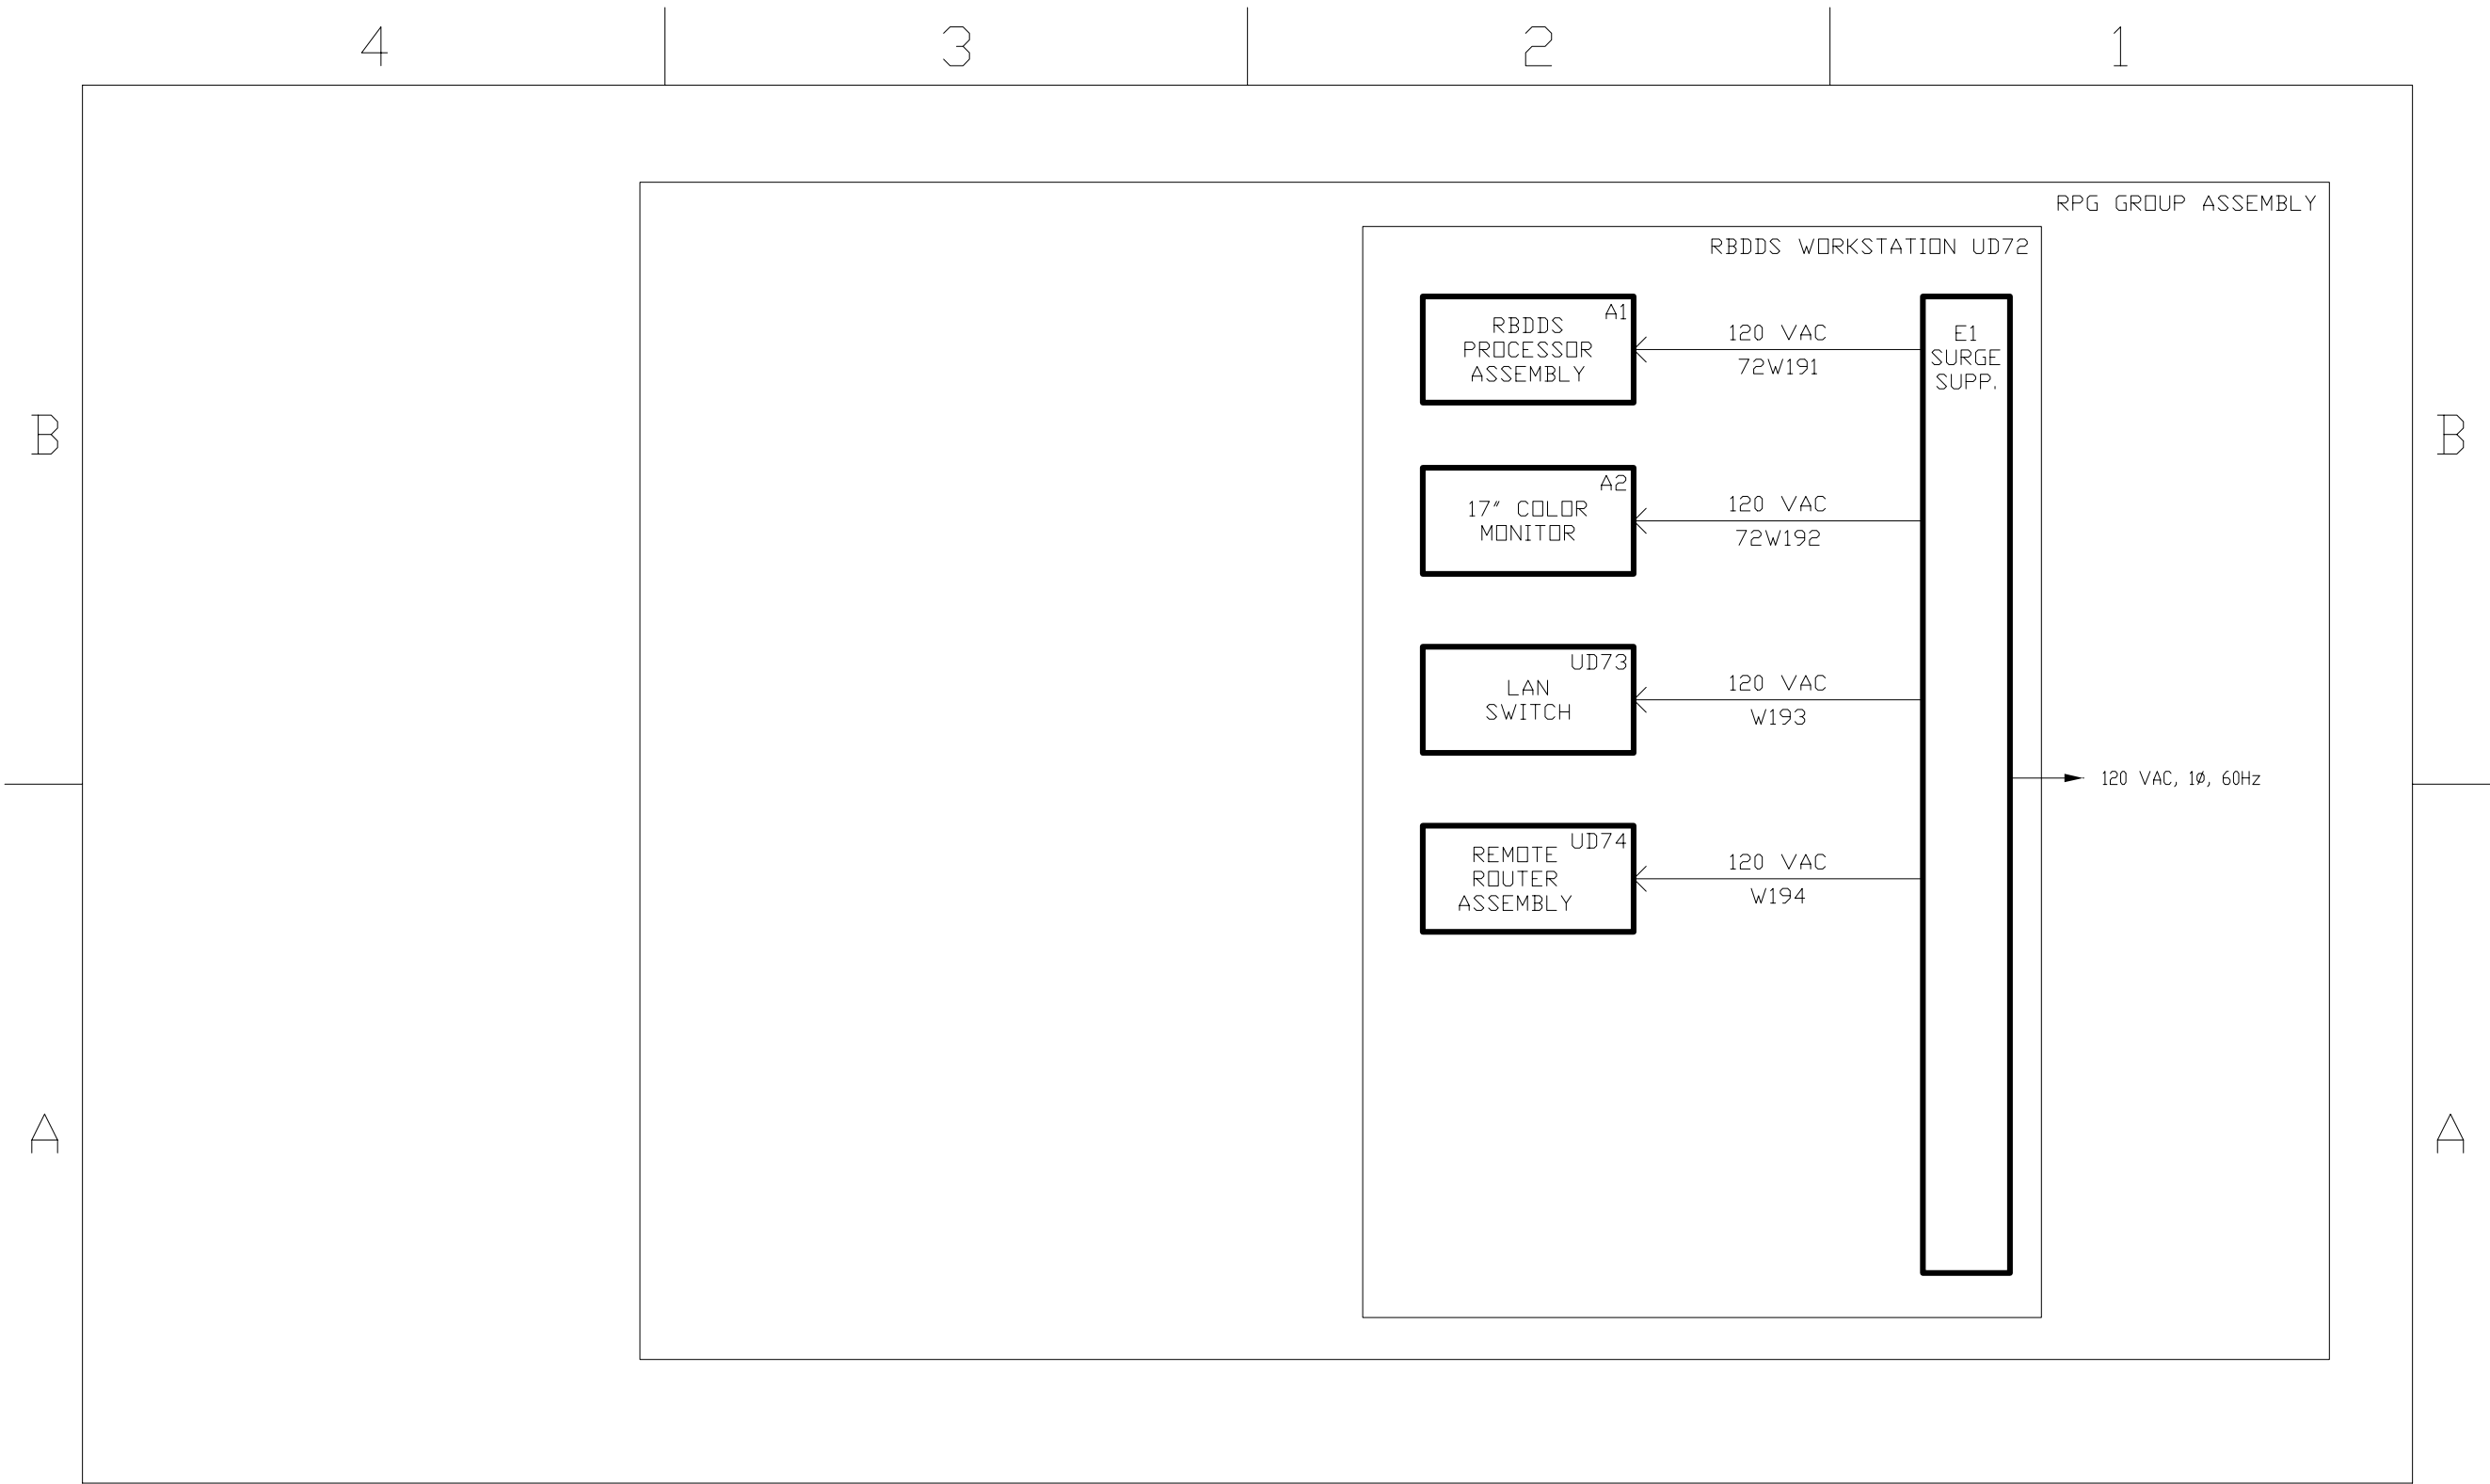 4 3 2 1
RPG GROUP ASSEMBLY
RBDDS WORKSTATION UD72
A1
RBDDS
PROCESSOR
ASSEMBLY
120 VAC
72W191
E1
SURGE
SUPP.
B B
A2
17" COLOR
MONITOR
120 VAC
72W192
UD73
LAN
SWITCH
120 VAC
W193
120 VAC, 1Ø, 60Hz
UD74
REMOTE
ROUTER
ASSEMBLY
120 VAC
W194
A A